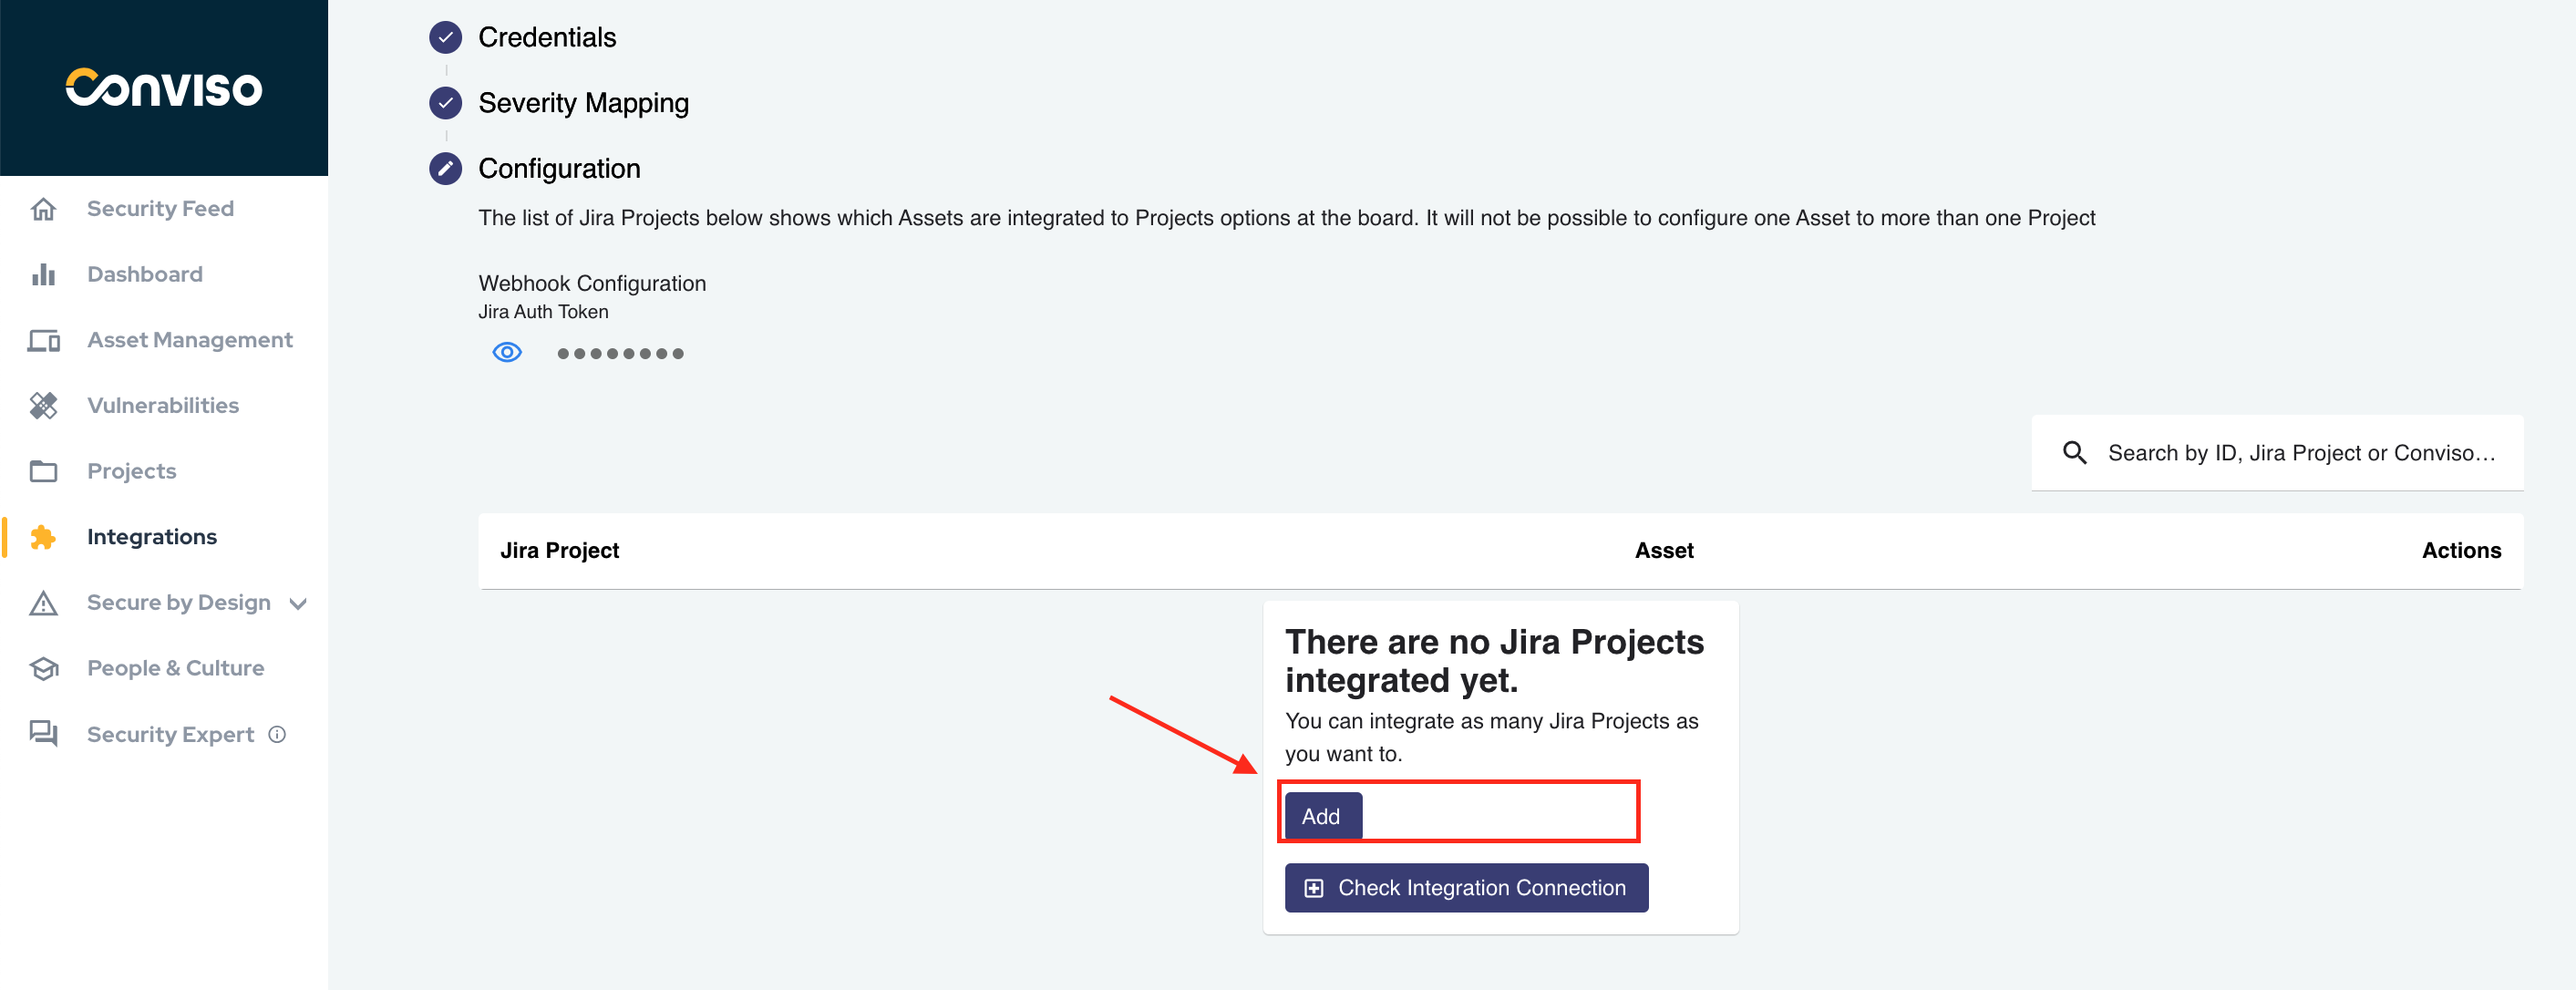 Conviso
Security Feed
Dashboard
Asset Management
Vulnerabilities
Projects
Integrations
Secure by Design
People & Culture
Security Expert
Credentials
Severity Mapping
Configuration
The list of Jira Projects below shows which Assets are integrated to Projects options at the board. It will not be possible to configure one Asset to more than one Project
Webhook Configuration
Jira Auth Token
Search by ID, Jira Project or Conviso...
Jira Project Asset Actions
There are no Jira Projects
integrated yet.
You can integrate as many Jira Projects as
you want to.
Add
Check Integration Connection